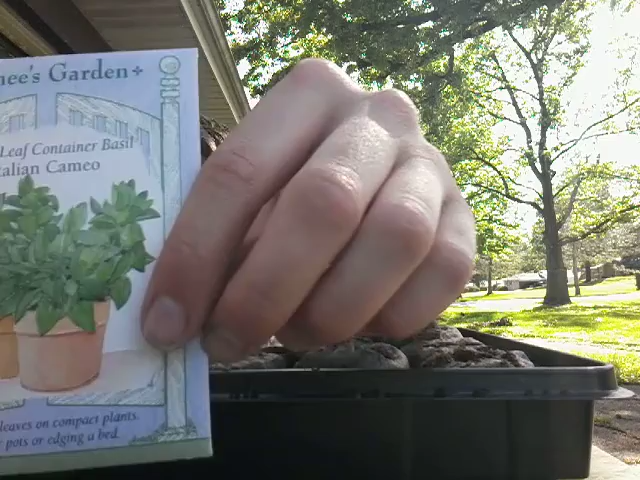 nee's Garden
Leaf Container Basil
talian Cameo
leaves on compact plants.
pots or edging a bed.